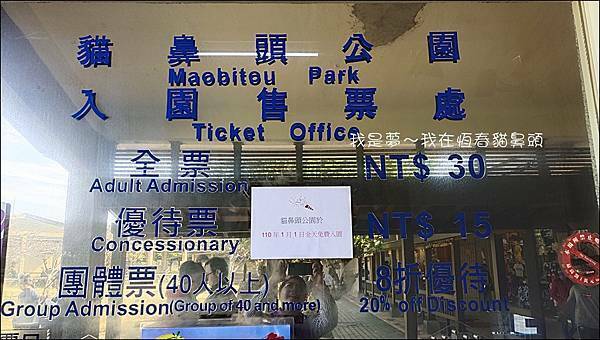 貓鼻頭公園
Maobitou Park
入園售票處
Ticket Office
我是夢～我在恆春貓鼻頭
全票 NT$ 30
Adult Admission
優待票 NT$ 15
Concessionary
貓鼻頭公園於
110年1月1日全天免費入園
團體票(40人以上) 8折優待
Group Admission(Group of 40 and more) 20% off Discount